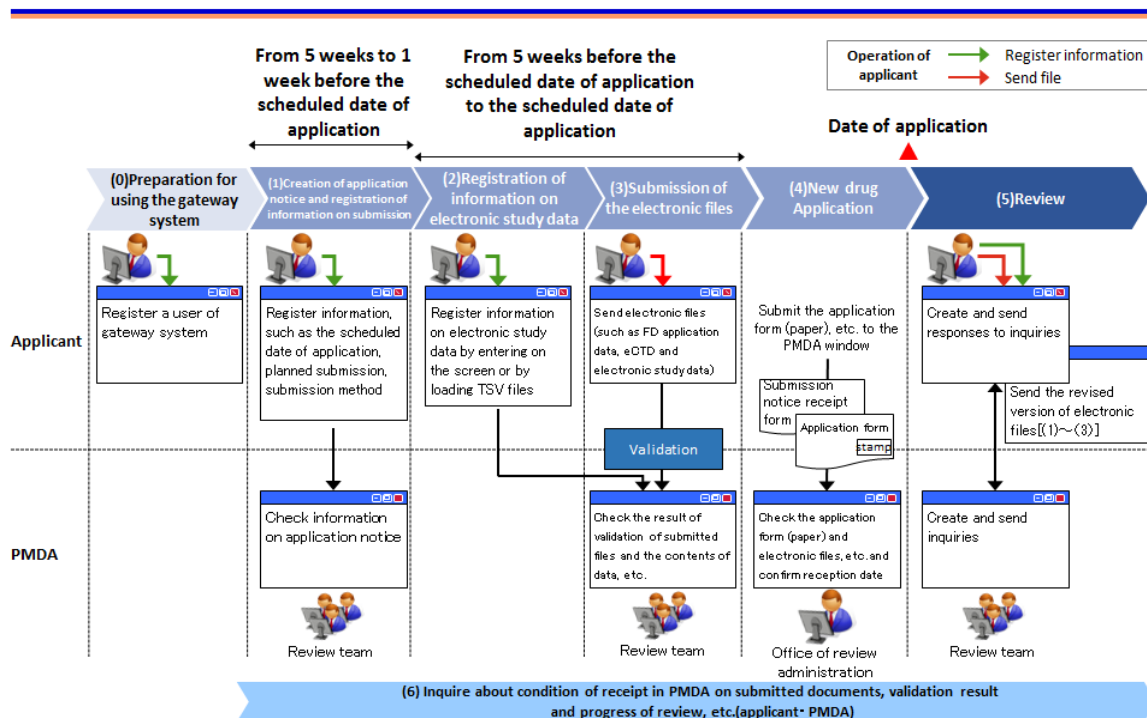 From 5 weeks to 1
week before the
scheduled date of
application
From 5 weeks before the
scheduled date of application
to the scheduled date of
application
Operation of
applicant
Register information
Send file
Date of application
(0)Preparation for
using the gateway
system
(1)Creation of application
notice and registration of
information on submission
(2)Registration of
information on
electronic study data
(3)Submission of
the electronic files
(4)New drug
Application
(5)Review
Applicant
Register a user of
gateway system
Register information,
such as the scheduled
date of application,
planned submission,
submission method
Register information
on electronic study
data by entering on
the screen or by
loading TSV files
Send electronic files
(such as FD application
data, eCTD and
electronic study data)
Submit the application
form (paper), etc. to the
PMDA window
Submission
notice receipt
form
Application form
stamp
Create and send
responses to inquiries
Send the revised
version of electronic
files[(1)～(3)]
Validation
PMDA
Check information
on application notice
Check the result of
validation of submitted
files and the contents of
data, etc.
Check the application
form (paper) and
electronic files, etc. and
confirm reception date
Create and send
inquiries
Review team
Review team
Office of review
administration
Review team
(6) Inquire about condition of receipt in PMDA on submitted documents, validation result
and progress of review, etc.(applicant・PMDA)